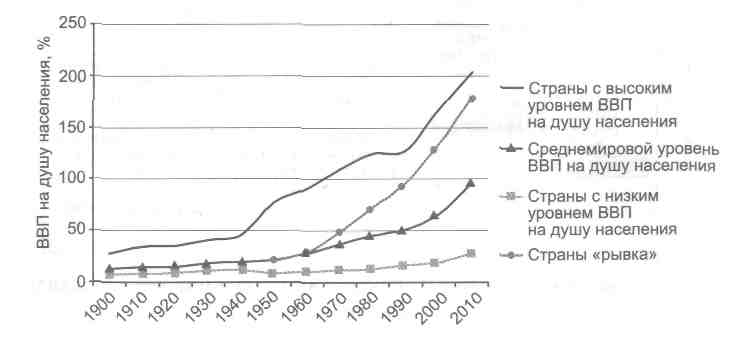 ВВП на душу населения, %
250
200
150
100
50
0
1900
1910
1920
1930
1940
1950
1960
1970
1980
1990
2000
2010
Страны с высоким
уровнем ВВП
на душу населения
Среднемировой уровень
ВВП на душу населения
Страны с низким
уровнем ВВП
на душу населения
Страны «рывка»